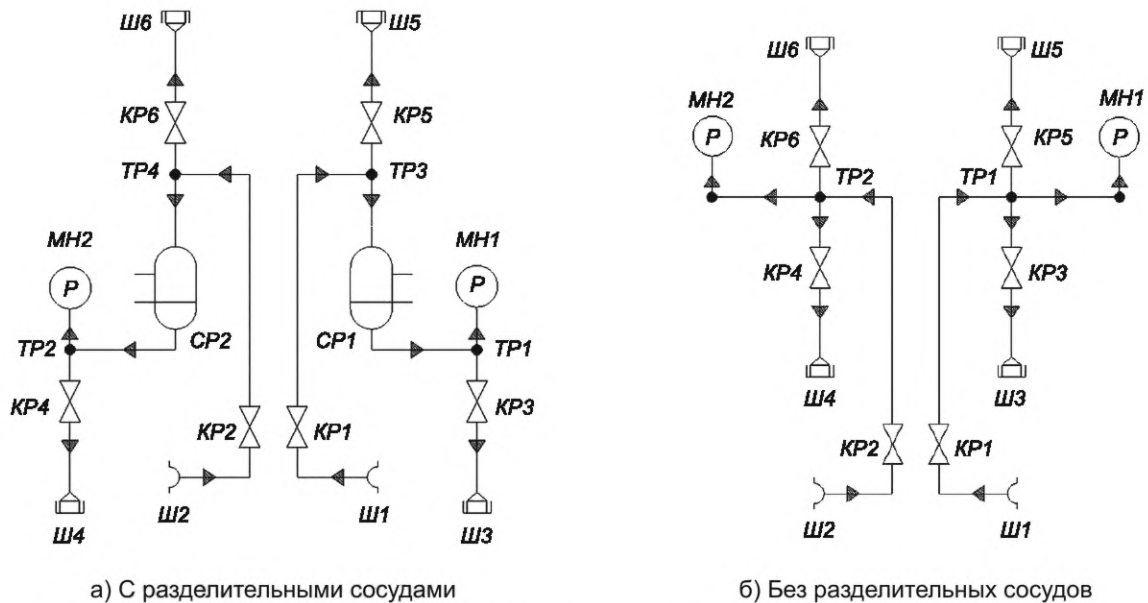 Ш6 Ш5
КР6 КР5
ТР4 ТР3
МН2 МН1
Р Р
СР2 СР1
ТР2 ТР1
КР4 КР2 КР1 КР3
Ш2 Ш1
Ш4 Ш3
а) С разделительными сосудами
Ш6 Ш5
МН2 МН1
Р Р
КР6 КР5
ТР2 ТР1
КР4 КР3
Ш4 Ш3
КР2 КР1
Ш2 Ш1
б) Без разделительных сосудов